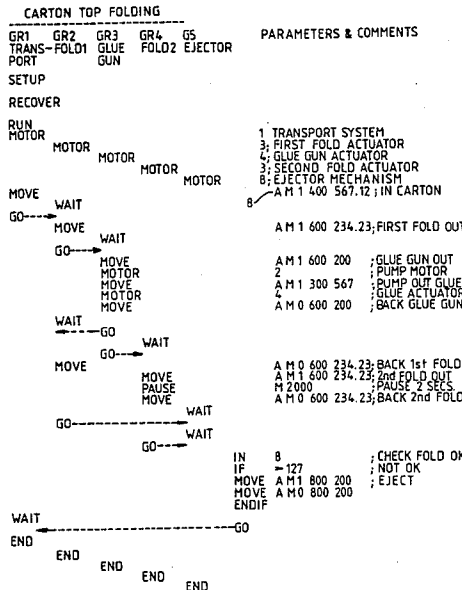 CARTON TOP FOLDING
GR1 GR2 GR3 GR4 G5 PARAMETERS & COMMENTS
TRANS- FOLD1 GLUE FOLD2 EJECTOR
PORT GUN
SETUP
RECOVER
RUN
MOTOR 1 TRANSPORT SYSTEM
MOTOR 3; FIRST FOLD ACTUATOR
MOTOR 4; GLUE GUN ACTUATOR
MOTOR 3; SECOND FOLD ACTUATOR
MOTOR 8; EJECTOR MECHANISM
MOVE 8 A M 1 400 567.12 ; IN CARTON
WAIT
GO
MOVE A M 1 600 234.23; FIRST FOLD OUT
WAIT
GO
MOVE A M 1 600 200 ; GLUE GUN OUT
MOTOR 2 ; PUMP MOTOR
MOVE A M 1 300 567 ; PUMP OUT GLUE
MOTOR 4 ; GLUE ACTUATOR
MOVE A M 0 600 200 ; BACK GLUE GUN
WAIT
GO
WAIT
GO
MOVE A M 0 600 234.23; BACK 1st FOLD
MOVE A M 1 600 234.23; 2nd FOLD OUT
PAUSE M 2000 ; PAUSE 2 SECS.
MOVE A M 0 600 234.23; BACK 2nd FOLD
WAIT
GO
WAIT
GO
IN 8 ; CHECK FOLD OK
IF =-127 ; NOT OK
MOVE A M 1 800 200 ; EJECT
MOVE A M 0 800 200
ENDIF
WAIT
GO
END
END
END
END
END